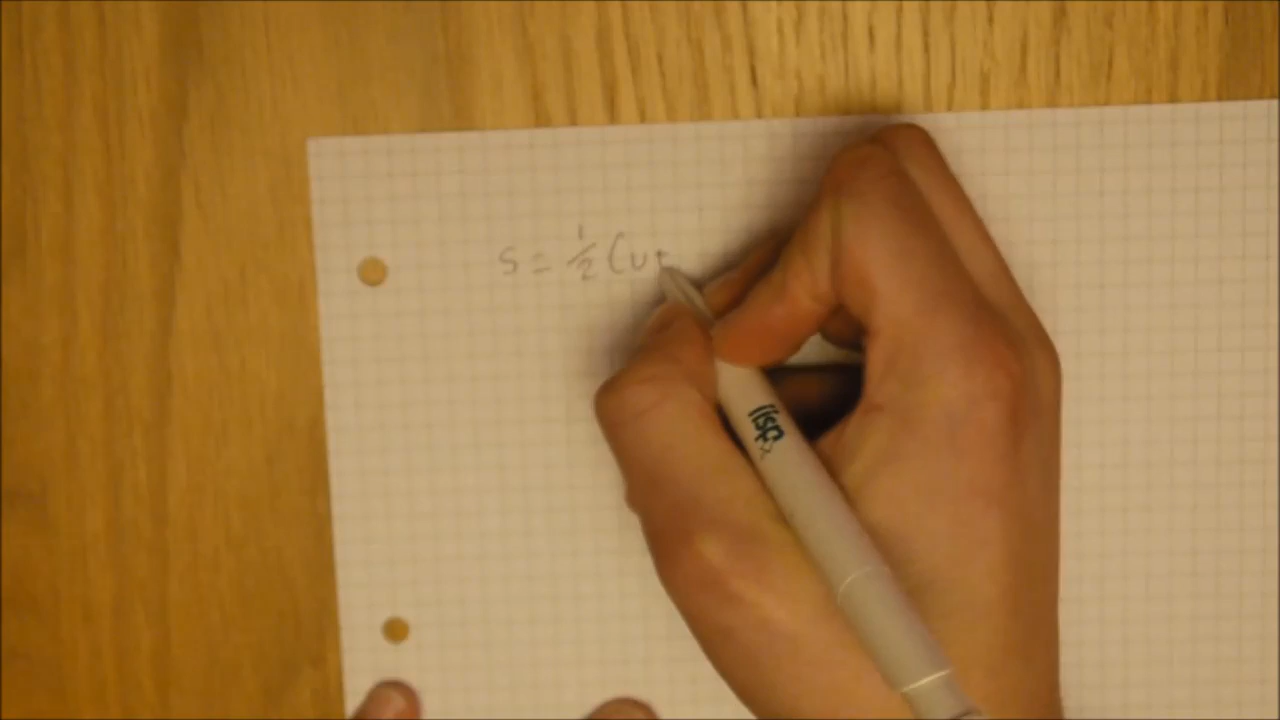 S = 1/2 (u+